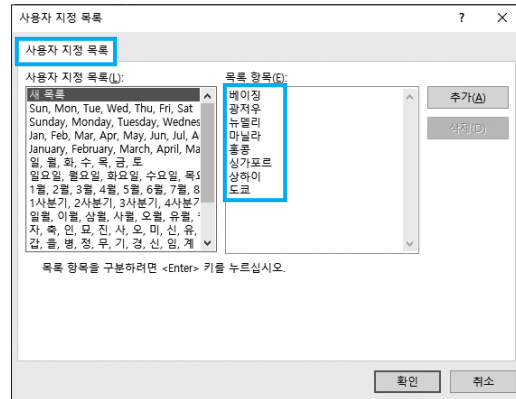 사용자 지정 목록
? ×
사용자 지정 목록
사용자 지정 목록(L):
새 목록
Sun, Mon, Tue, Wed, Thu, Fri, Sat
Sunday, Monday, Tuesday, Wednes
Jan, Feb, Mar, Apr, May, Jun, Jul, A
January, February, March, April, Ma
일, 월, 화, 수, 목, 금, 토
일요일, 월요일, 화요일, 수요일, 목요
1월, 2월, 3월, 4월, 5월, 6월, 7월, 8
1사분기, 2사분기, 3사분기, 4사분기
일월, 이월, 삼월, 사월, 오월, 유월,
자, 축, 인, 묘, 진, 사, 오, 미, 신, 유,
갑, 을, 병, 정, 무, 기, 경, 신, 임, 계
목록 항목(E):
베이징
광저우
뉴델리
마닐라
홍콩
싱가포르
상하이
도쿄
추가(A)
삭제(D)
목록 항목을 구분하려면 <Enter> 키를 누르십시오.
확인
취소